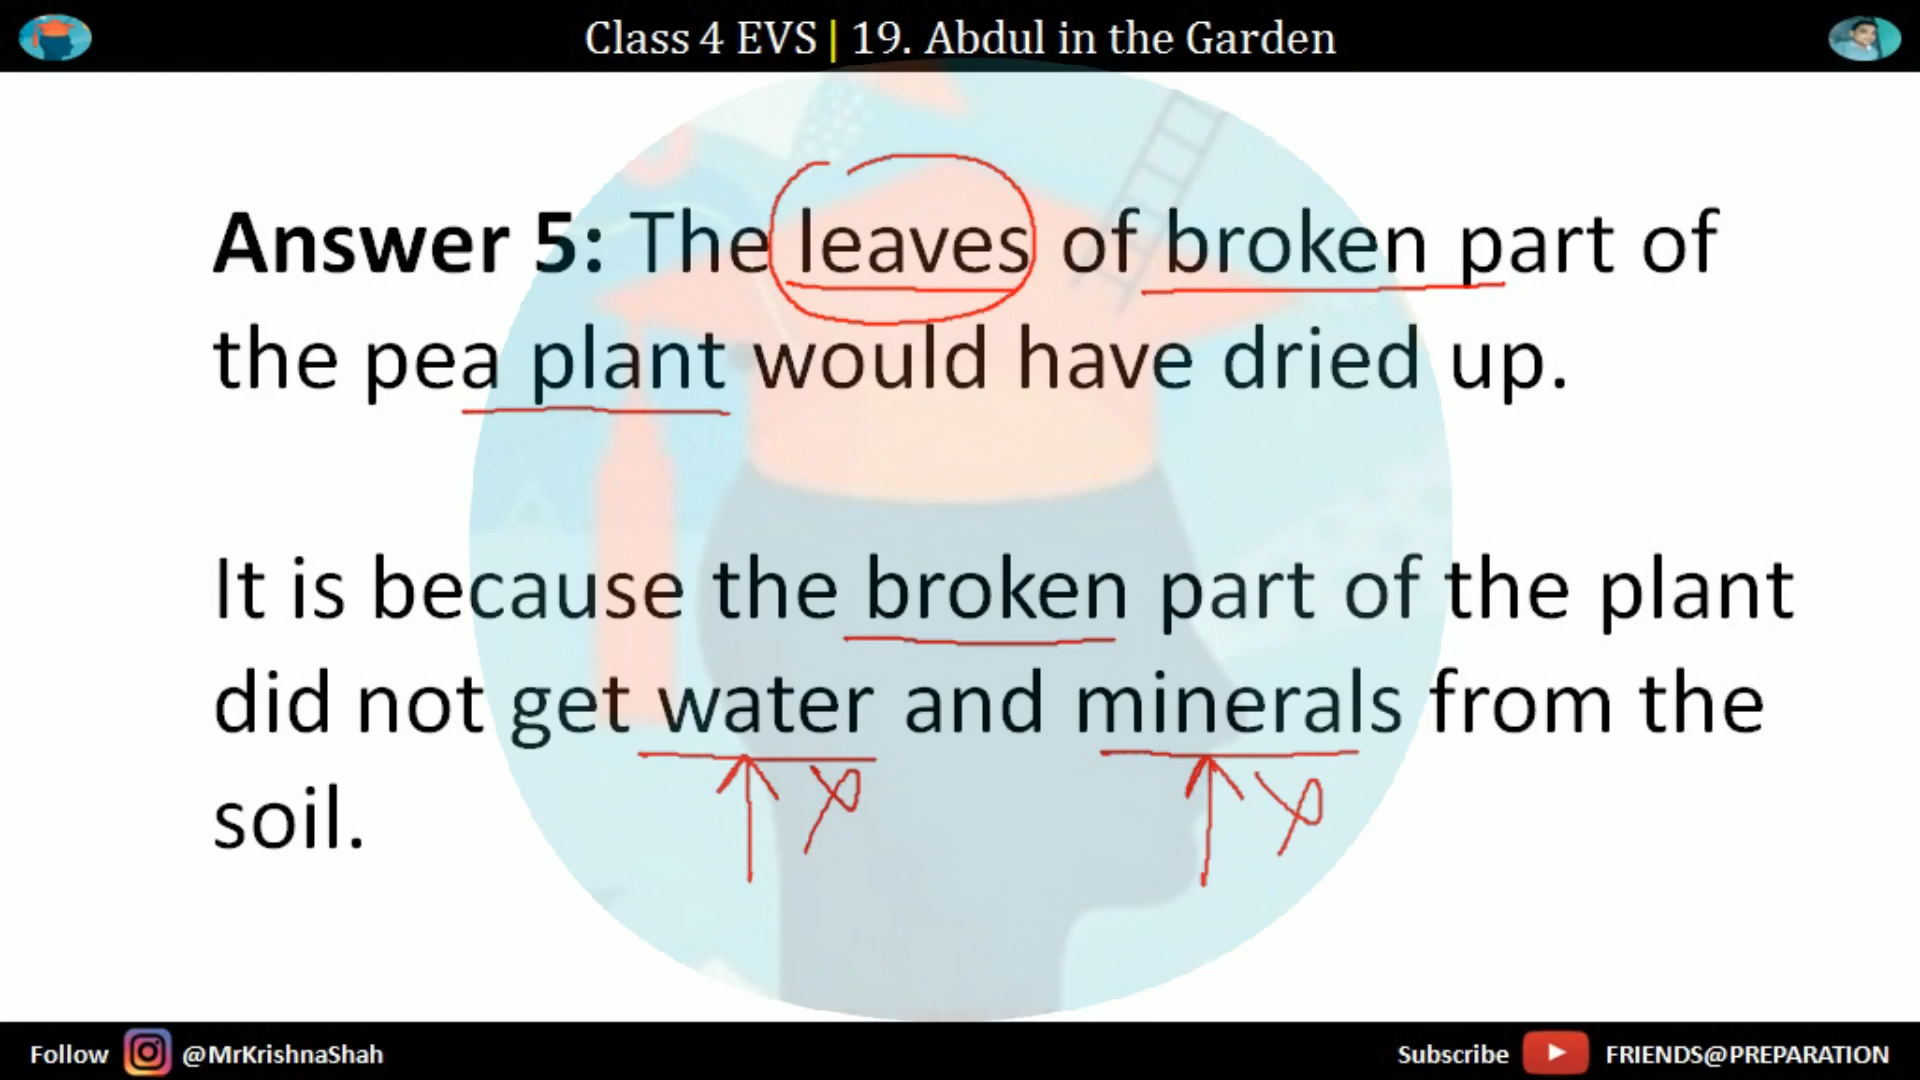 Class 4 EVS | 19. Abdul in the Garden
Answer 5: The leaves of broken part of
the pea plant would have dried up.
It is because the broken part of the plant
did not get water and minerals from the
soil.
Follow @MrKrishnaShah
Subscribe FRIENDS@PREPARATION